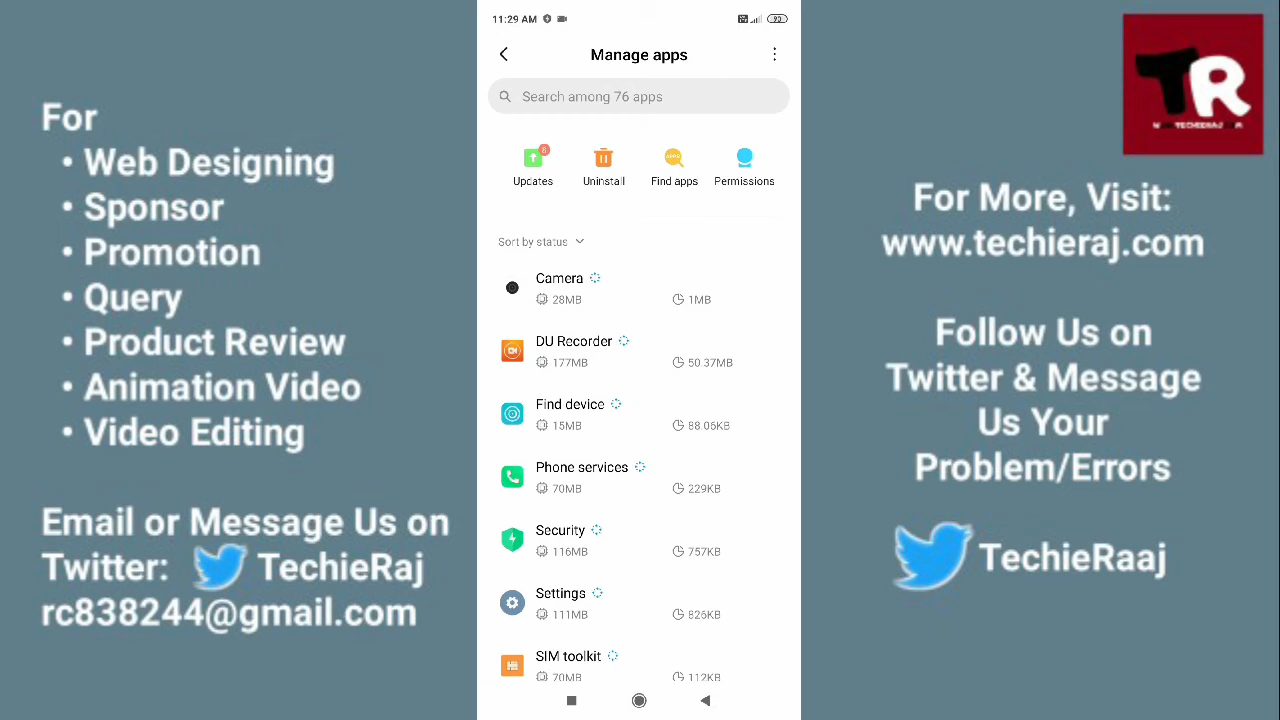 For
• Web Designing
• Sponsor
• Promotion
• Query
• Product Review
• Animation Video
• Video Editing
Email or Message Us on
Twitter: TechieRaj
rc838244@gmail.com
11:29 AM
93
Manage apps
Search among 76 apps
6
Updates
Uninstall
APPS
Find apps
Permissions
Sort by status
Camera
28MB
1MB
DU Recorder
177MB
50.37MB
Find device
15MB
88.06KB
Phone services
70MB
229KB
Security
116MB
757KB
Settings
111MB
826KB
SIM toolkit
70MB
112KB
TR
For More, Visit:
www.techieraj.com
Follow Us on
Twitter & Message
Us Your
Problem/Errors
TechieRaaj